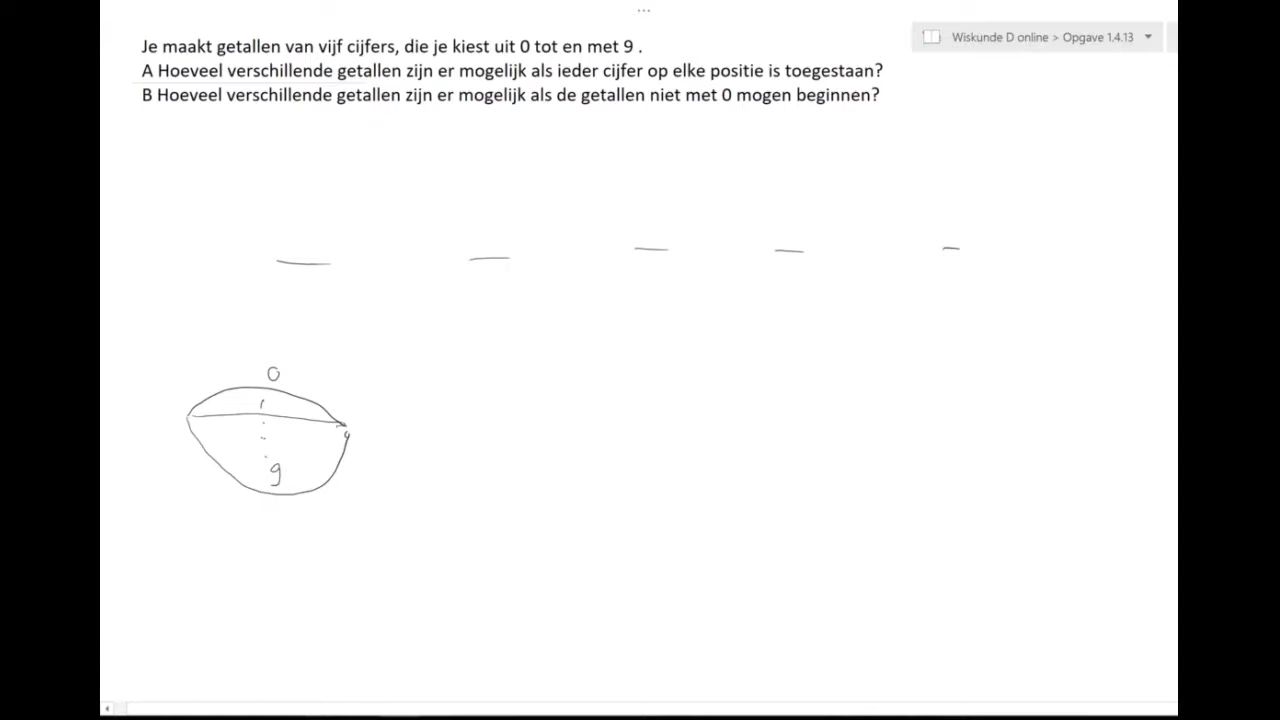 Je maakt getallen van vijf cijfers, die je kiest uit 0 tot en met 9 .
Wiskunde D online > Opgave 1.4.13
A Hoeveel verschillende getallen zijn er mogelijk als ieder cijfer op elke positie is toegestaan?
B Hoeveel verschillende getallen zijn er mogelijk als de getallen niet met 0 mogen beginnen?
0
1
9